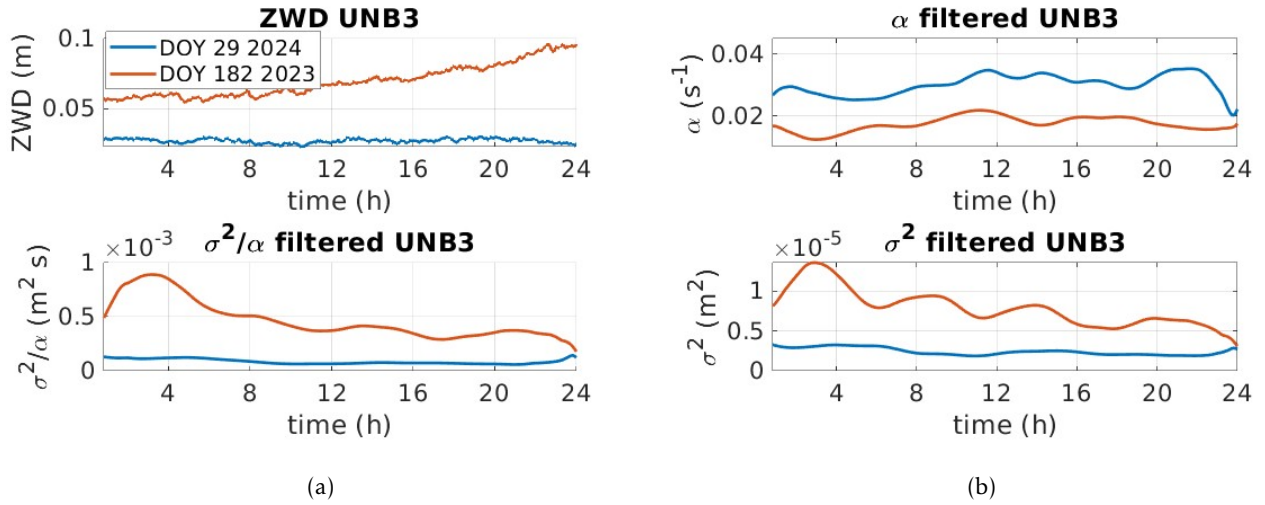 ZWD UNB3
ZWD (m)
0.1
0.05
DOY 29 2024
DOY 182 2023
4 8 12 16 20 24
time (h)
α filtered UNB3
α (s⁻¹)
0.04
0.02
4 8 12 16 20 24
time (h)
×10⁻³ σ²/α filtered UNB3
σ²/α (m² s)
1
0.5
0
4 8 12 16 20 24
time (h)
×10⁻⁵ σ² filtered UNB3
σ² (m²)
1
0.5
0
4 8 12 16 20 24
time (h)
(a)
(b)